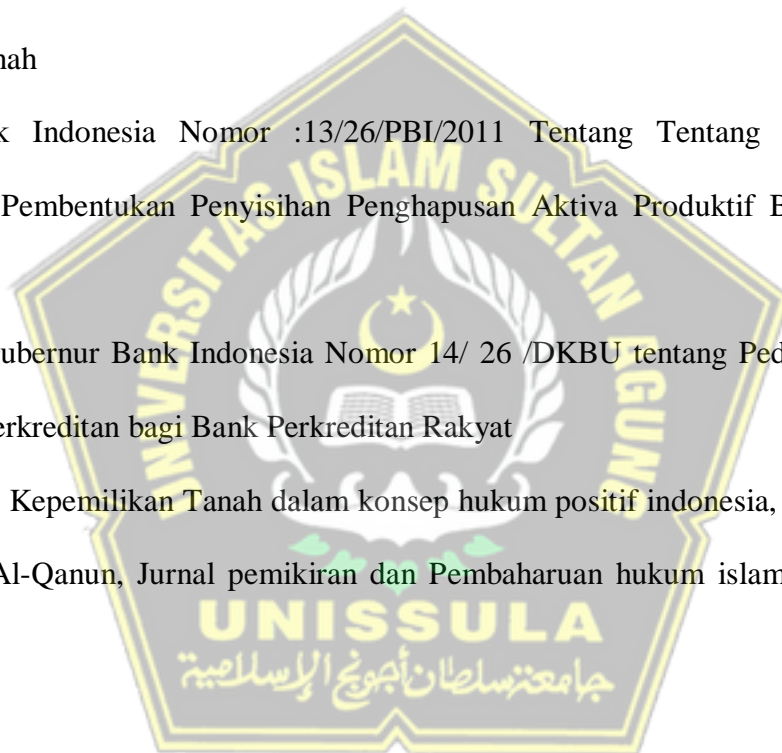 nah
k Indonesia Nomor :13/26/PBI/2011 Tentang Tentang
Pembentukan Penyisihan Penghapusan Aktiva Produktif B
ubernur Bank Indonesia Nomor 14/ 26 /DKBU tentang Ped
erkreditan bagi Bank Perkreditan Rakyat
Kepemilikan Tanah dalam konsep hukum positif indonesia,
Al-Qanun, Jurnal pemikiran dan Pembaharuan hukum islam
UNIVERSITAS ISLAM SULTAN AGUNG
UNISSULA
جامعة سلطان أجونج الإسلامية